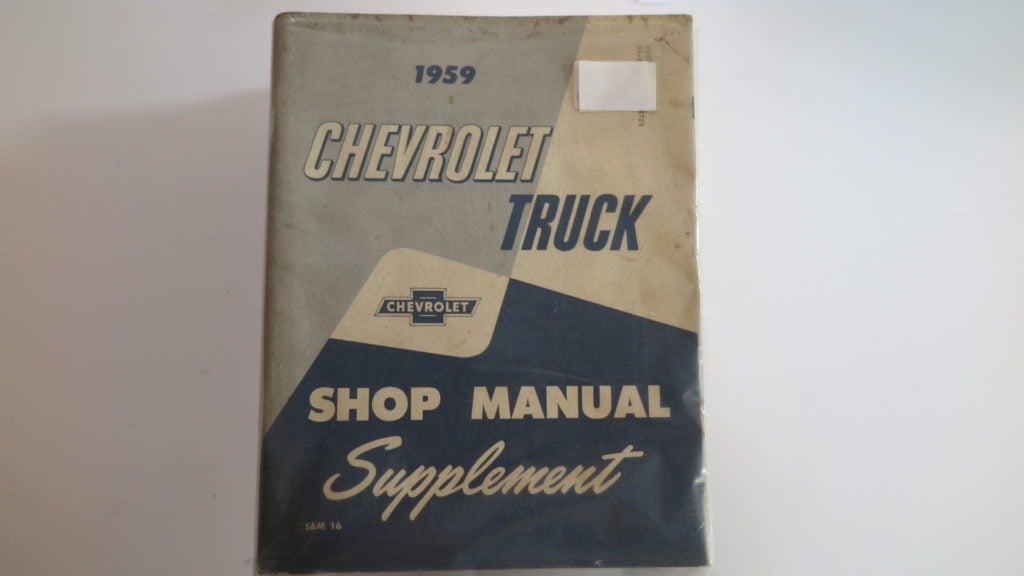 1959
CHEVROLET
TRUCK
CHEVROLET
SHOP MANUAL
Supplement
S&M 16